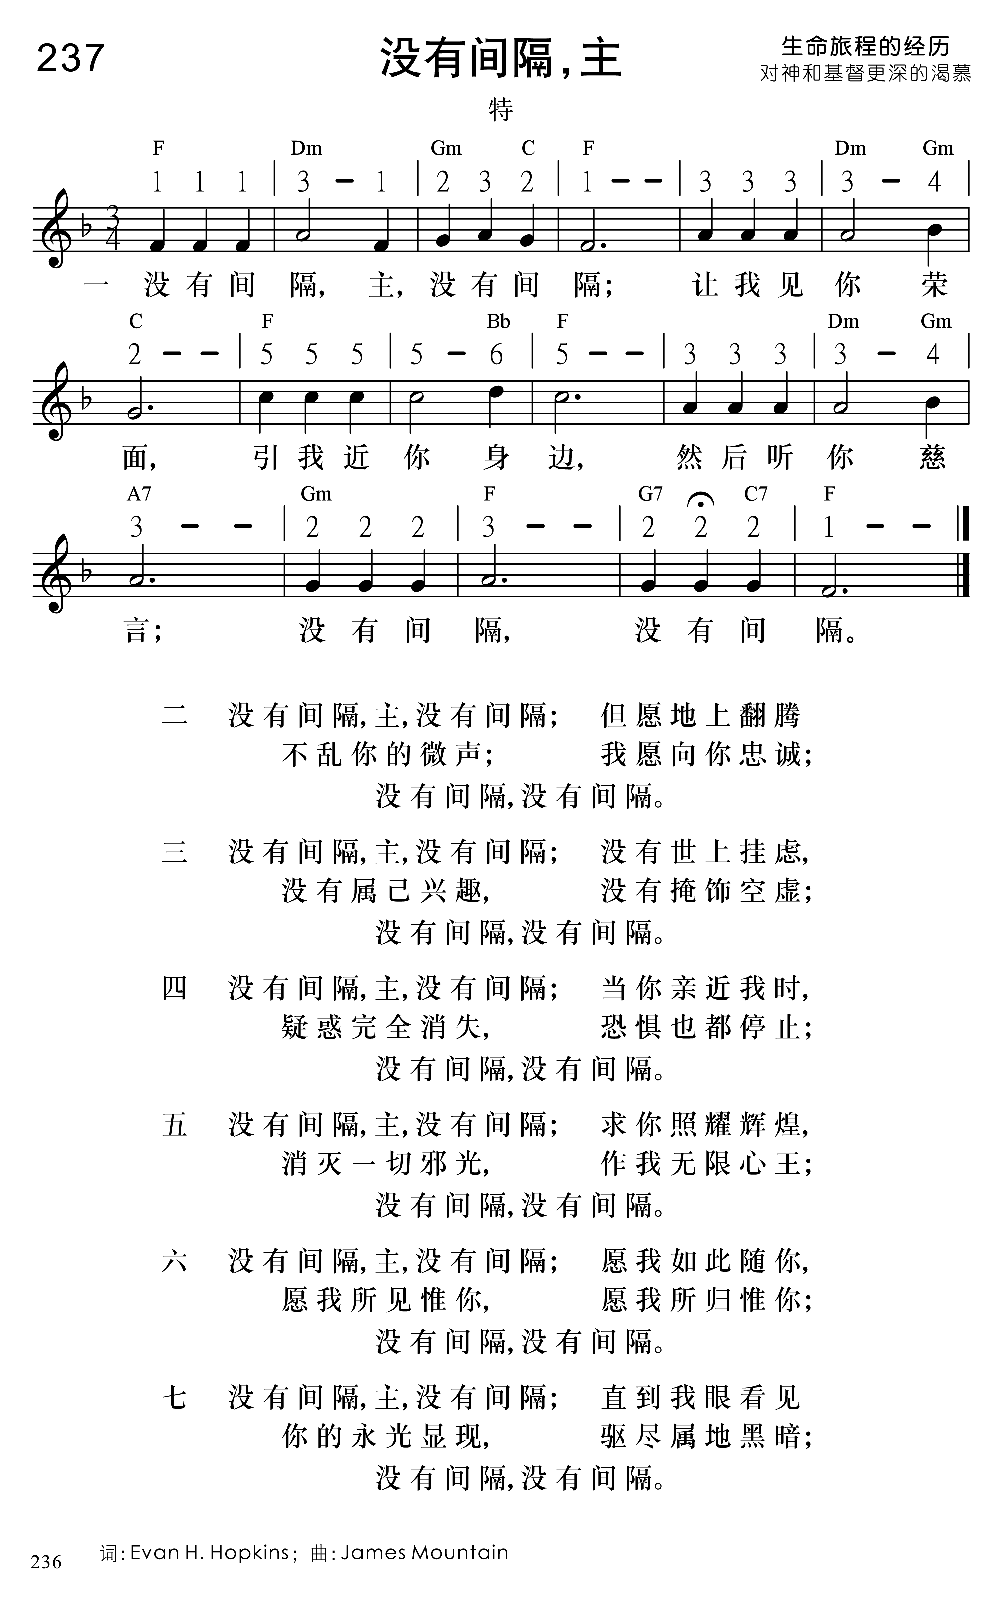 237 没有间隔,主 生命旅程的经历
对神和基督更深的渴慕
特
F Dm Gm C F Dm Gm
1 1 1 | 3 - 1 | 2 3 2 | 1 - - | 3 3 3 | 3 - 4 |
3
4
一 没有间 隔, 主, 没有间 隔; 让我见 你 荣
C F Bb F Dm Gm
2 - - | 5 5 5 | 5 - 6 | 5 - - | 3 3 3 | 3 - 4 |
面, 引我近 你 身 边, 然后听 你 慈
A7 Gm F G7 C7 F
3 - - | 2 2 2 | 3 - - | 2 2 2 | 1 - -
言; 没有间 隔, 没有间 隔。
二 没有间隔,主,没有间隔; 但愿地上翻腾
不乱你的微声; 我愿向你忠诚;
没有间隔,没有间隔。
三 没有间隔,主,没有间隔; 没有世上挂虑,
没有属己兴趣, 没有掩饰空虚;
没有间隔,没有间隔。
四 没有间隔,主,没有间隔; 当你亲近我时,
疑惑完全消失, 恐惧也都停止;
没有间隔,没有间隔。
五 没有间隔,主,没有间隔; 求你照耀辉煌,
消灭一切邪光, 作我无限心王;
没有间隔,没有间隔。
六 没有间隔,主,没有间隔; 愿我如此随你,
愿我所见惟你, 愿我所归惟你;
没有间隔,没有间隔。
七 没有间隔,主,没有间隔; 直到我眼看见
你的永光显现, 驱尽属地黑暗;
没有间隔,没有间隔。
236 词:Evan H. Hopkins; 曲:James Mountain